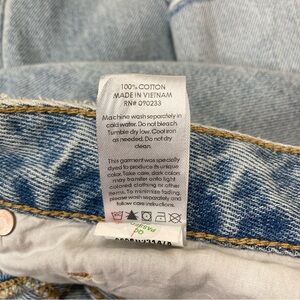 100% COTTON
MADE IN VIETNAM
RN# 090233
Machine wash separately in
cold water. Do not bleach.
Tumble dry low. Cool iron
as needed. Do not dry
clean.
This garment was specially
dyed to produce its unique
color. Take care, dark colors
may transfer onto light
colored clothing or other
items. To minimize fading,
please wash separately and
follow care instructions.